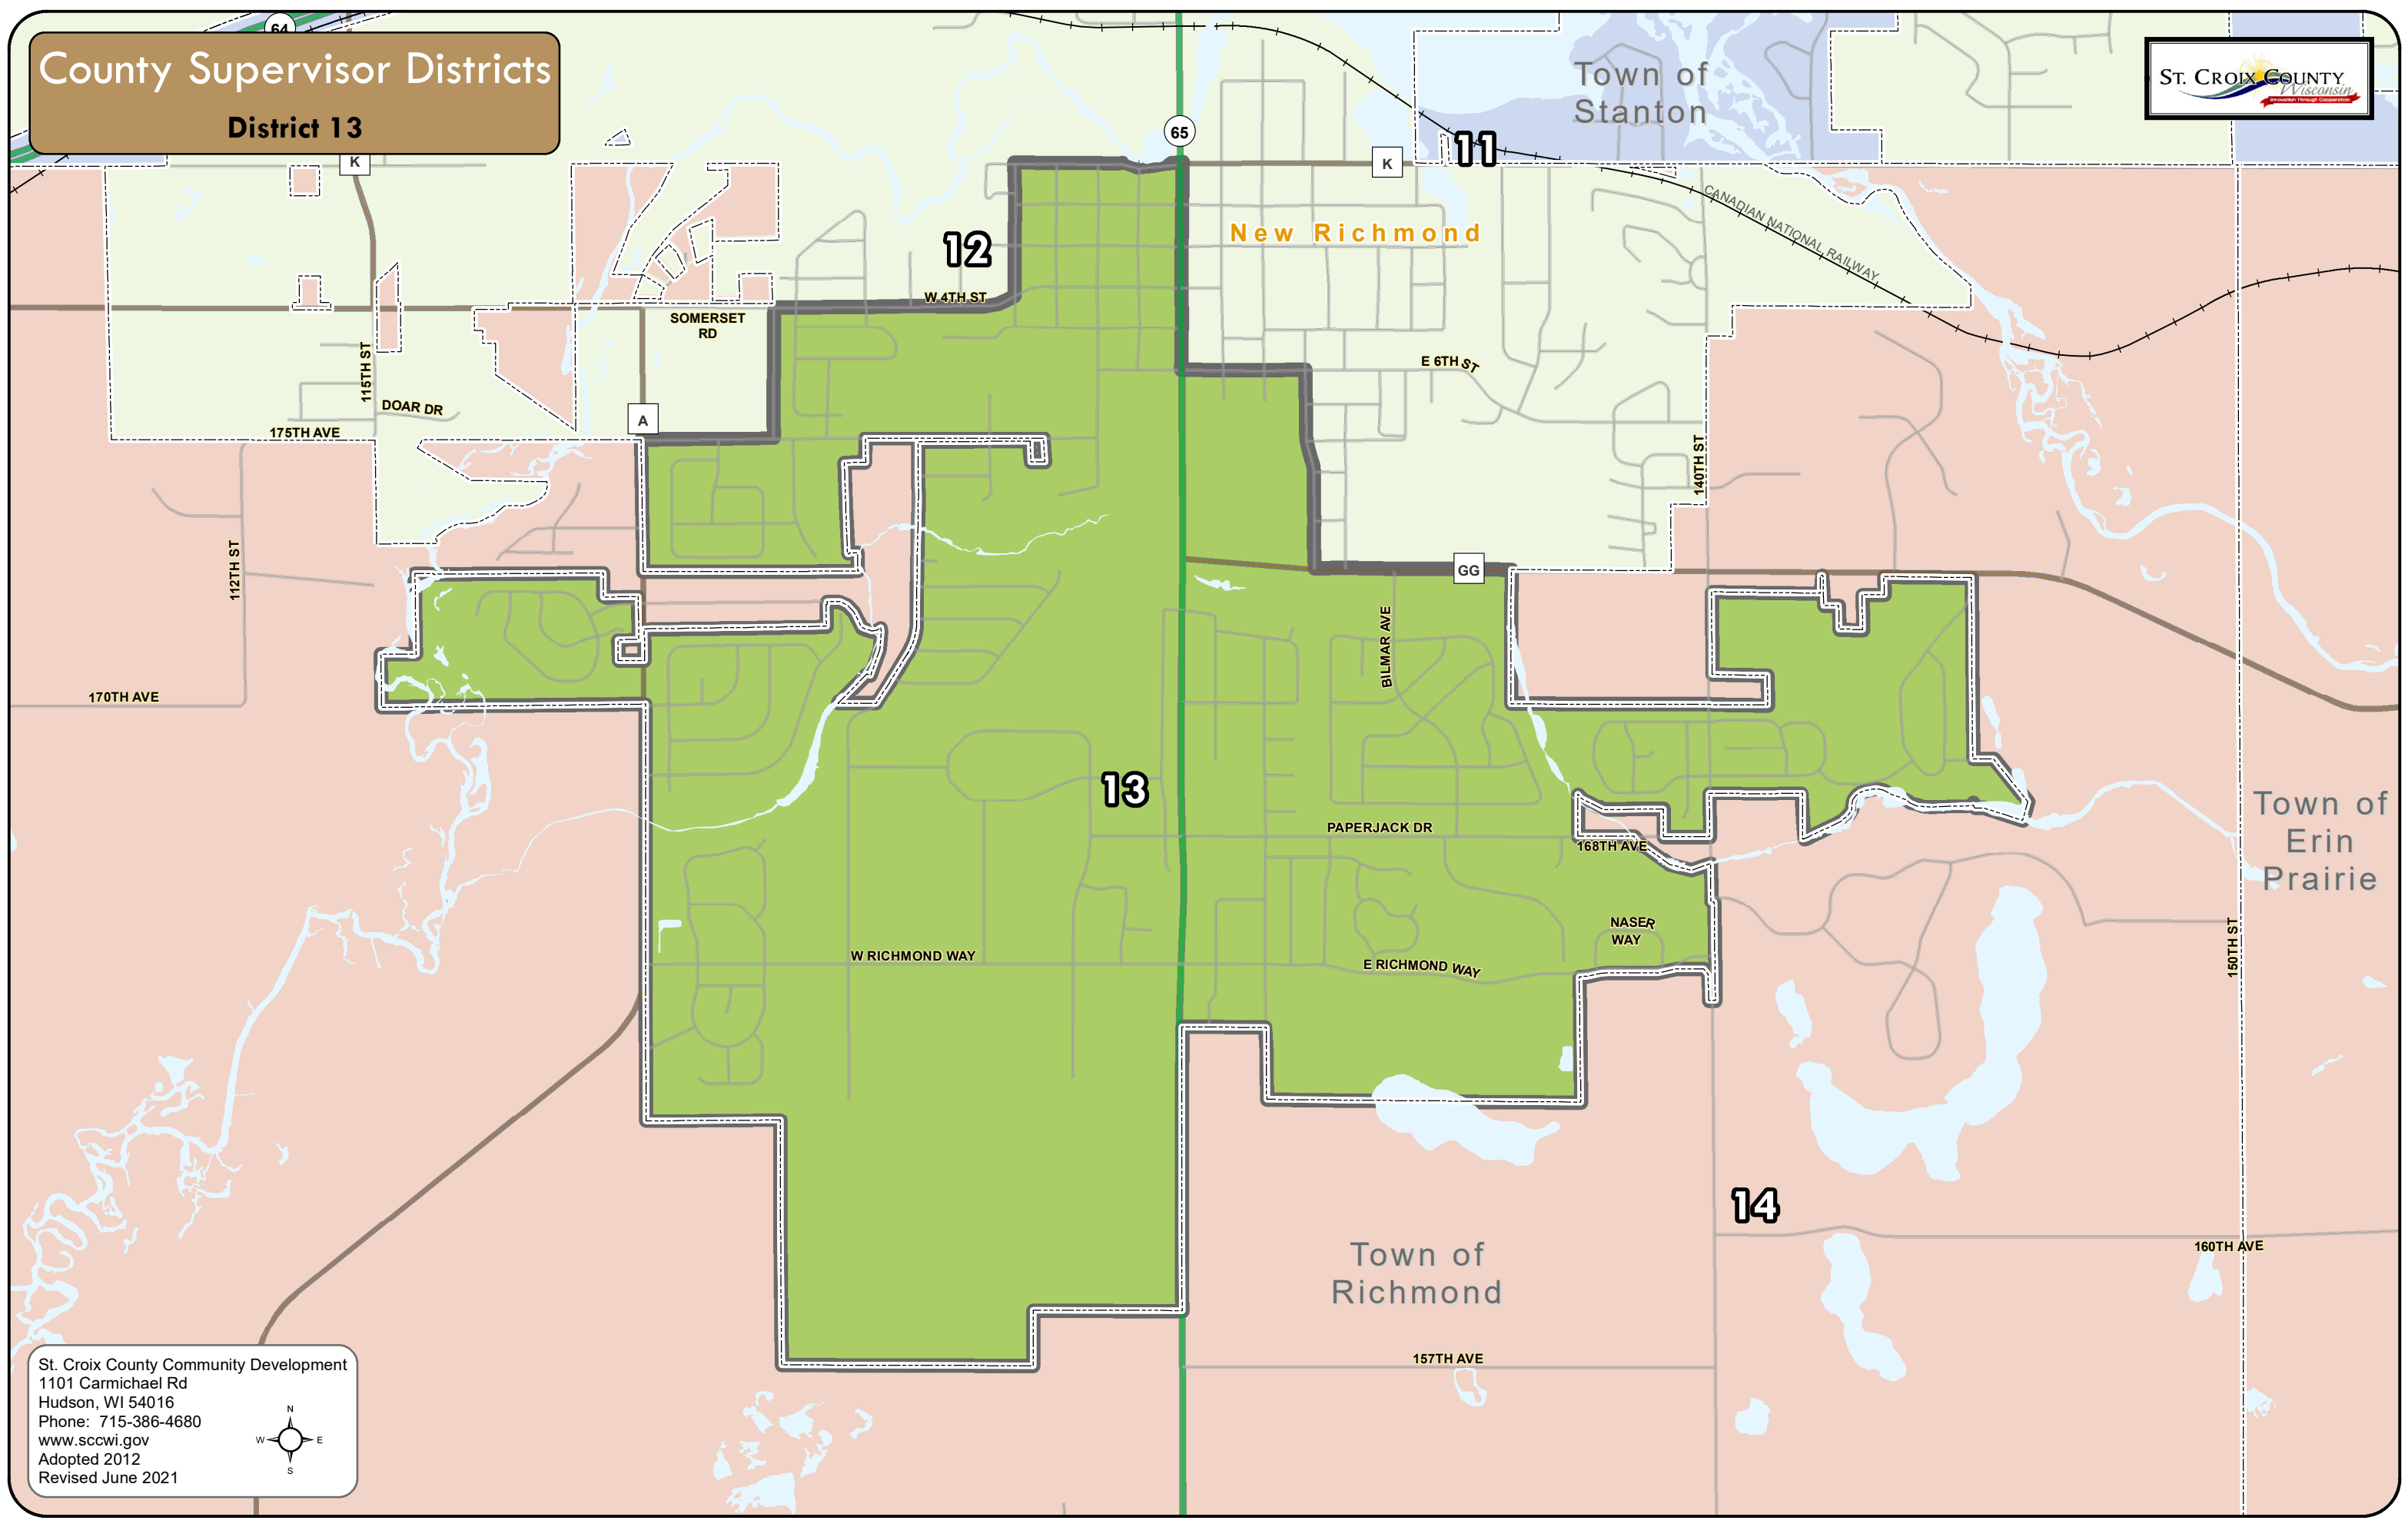 64
County Supervisor Districts
District 13
K
65
K
11
Town of
Stanton
ST. CROIX COUNTY
Wisconsin
Innovation Through Cooperation
CANADIAN NATIONAL RAILWAY
New Richmond
12
W 4TH ST
SOMERSET
RD
115TH ST
E 6TH ST
DOAR DR
A
175TH AVE
140TH ST
112TH ST
GG
BILMAR AVE
170TH AVE
13
PAPERJACK DR
168TH AVE
Town of
Erin
Prairie
NASER
WAY
W RICHMOND WAY
E RICHMOND WAY
150TH ST
14
Town of
Richmond
160TH AVE
157TH AVE
St. Croix County Community Development
1101 Carmichael Rd
Hudson, WI 54016
Phone: 715-386-4680
www.sccwi.gov
Adopted 2012
Revised June 2021
N
W E
S